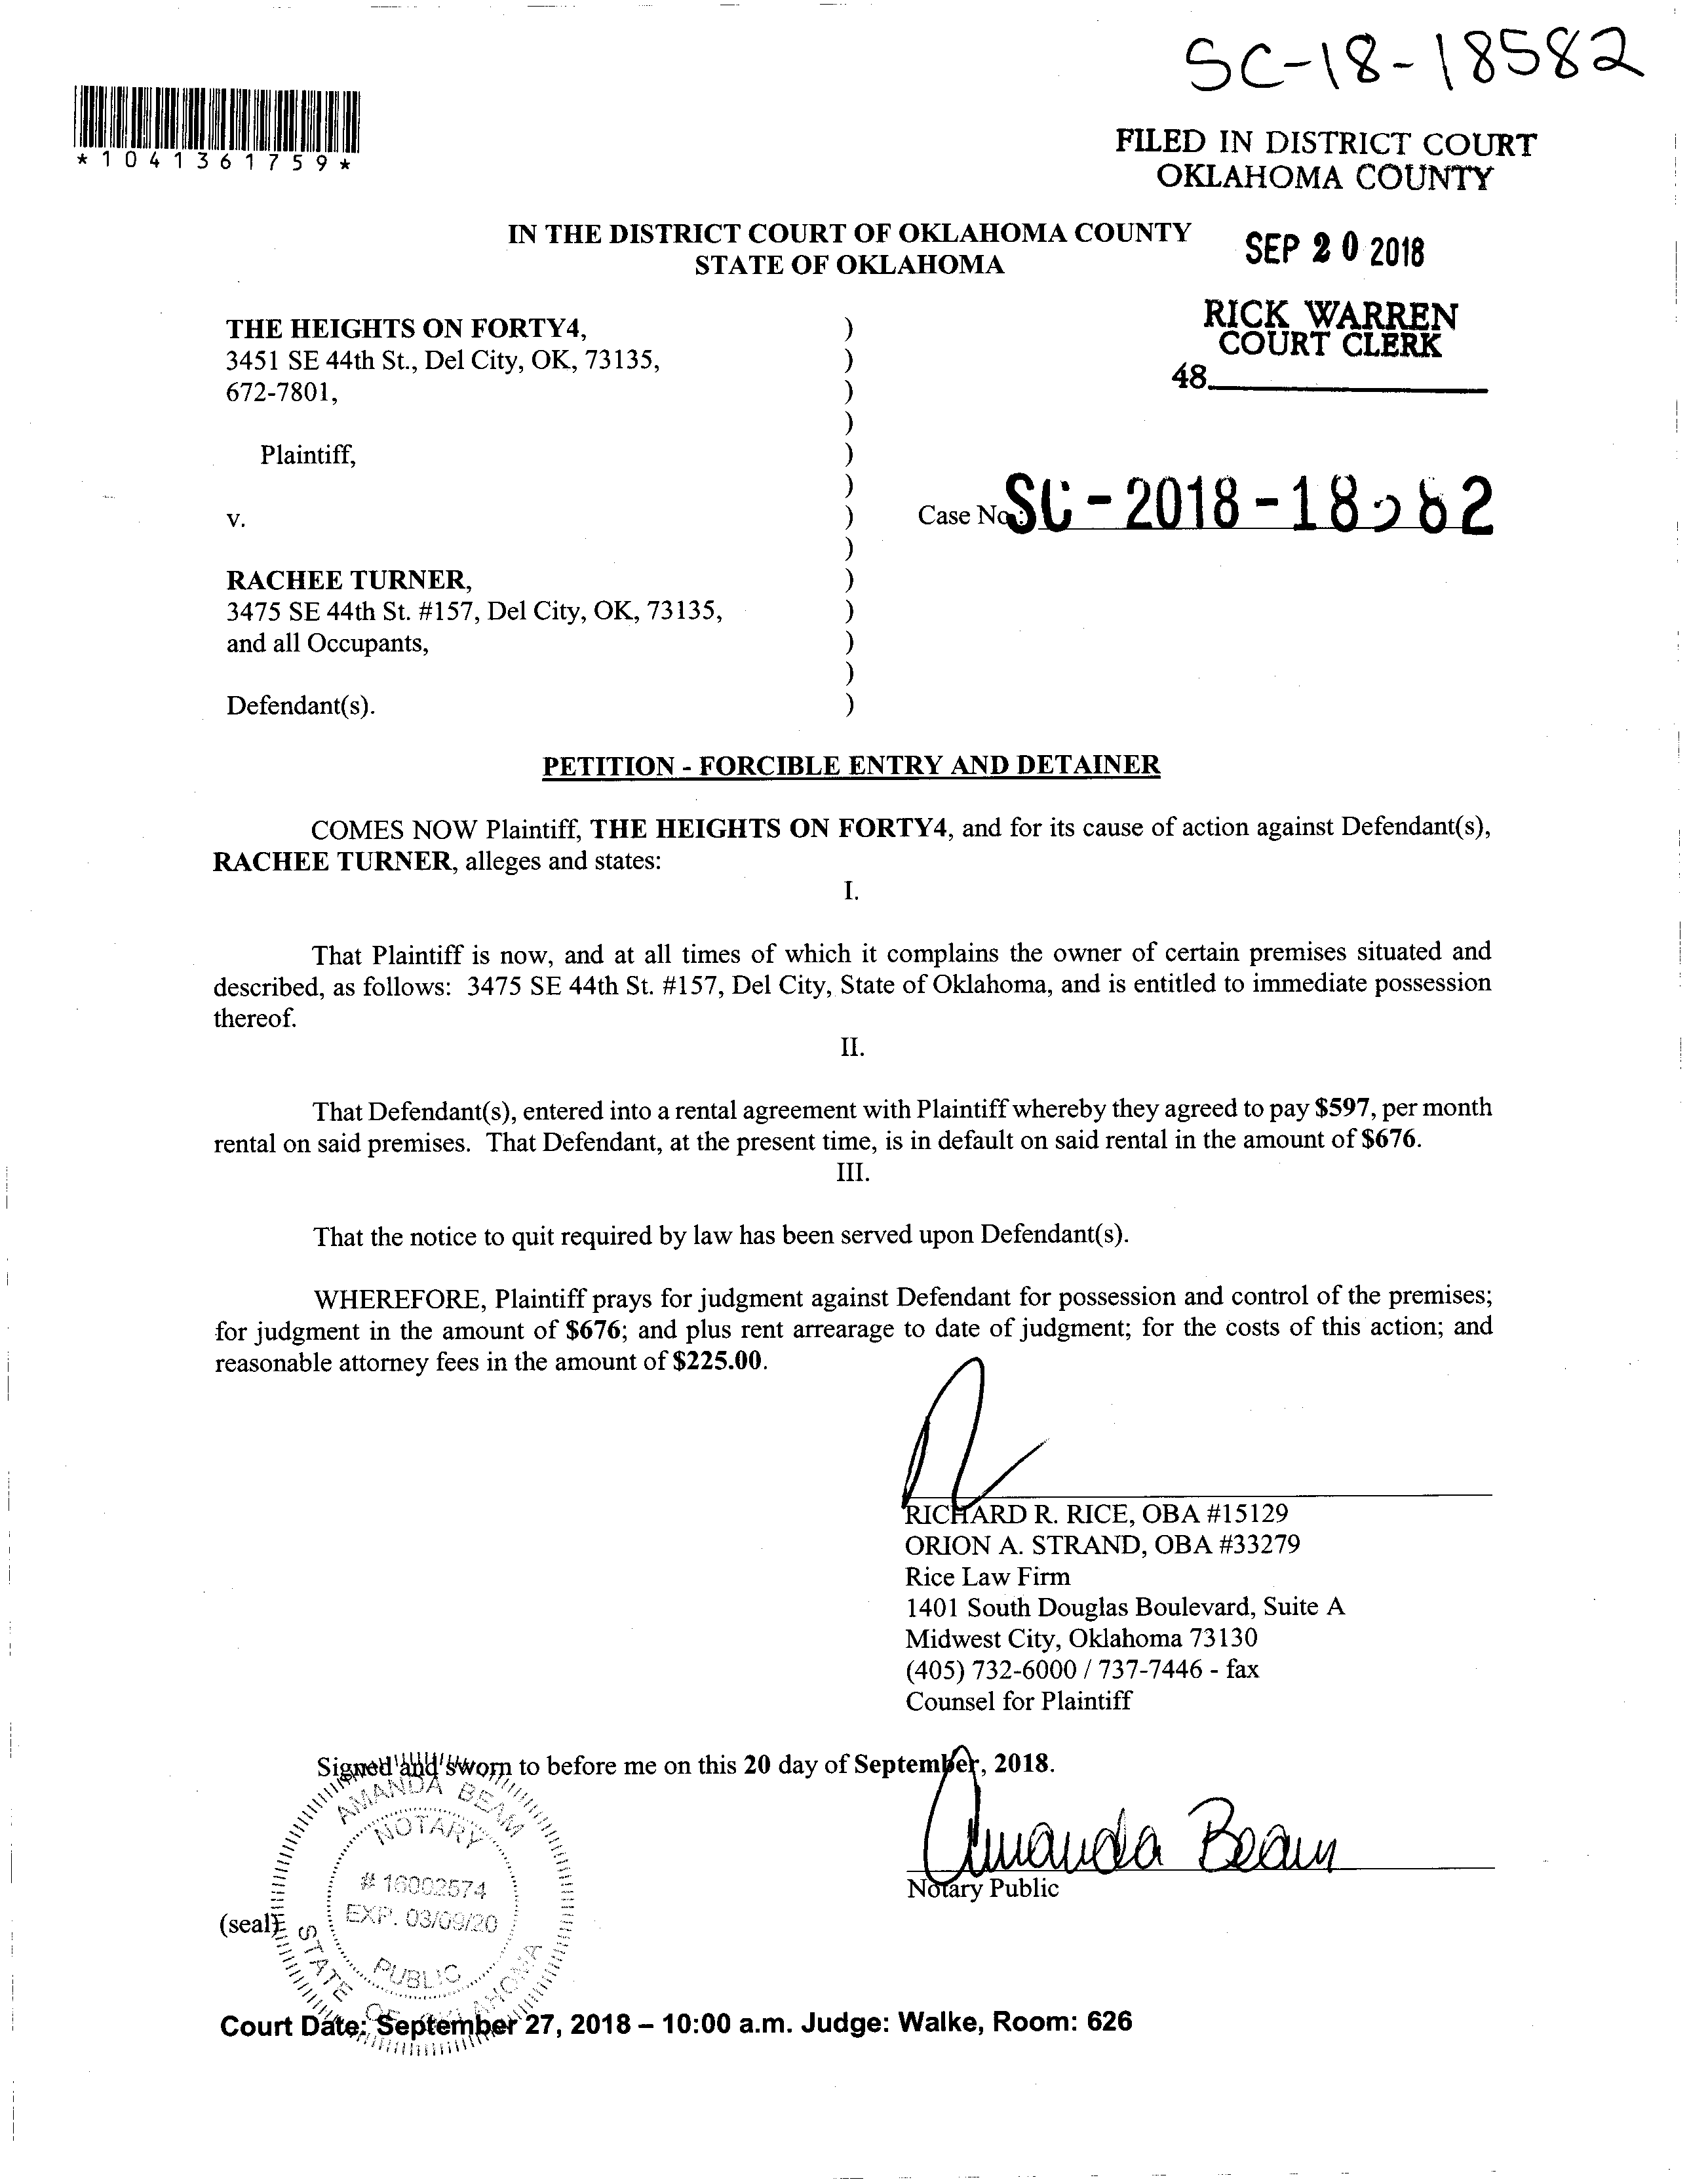 SC-18-18582
*1041361759*
FILED IN DISTRICT COURT
OKLAHOMA COUNTY
IN THE DISTRICT COURT OF OKLAHOMA COUNTY
STATE OF OKLAHOMA
SEP 20 2018
RICK WARREN
COURT CLERK
48
THE HEIGHTS ON FORTY4, )
3451 SE 44th St., Del City, OK, 73135, )
672-7801, )
)
Plaintiff, )
)
v. ) Case No.: SC-2018-18582
)
RACHEE TURNER, )
3475 SE 44th St. #157, Del City, OK, 73135, )
and all Occupants, )
)
Defendant(s). )
PETITION - FORCIBLE ENTRY AND DETAINER
COMES NOW Plaintiff, THE HEIGHTS ON FORTY4, and for its cause of action against Defendant(s),
RACHEE TURNER, alleges and states:
I.
That Plaintiff is now, and at all times of which it complains the owner of certain premises situated and
described, as follows: 3475 SE 44th St. #157, Del City, State of Oklahoma, and is entitled to immediate possession
thereof.
II.
That Defendant(s), entered into a rental agreement with Plaintiff whereby they agreed to pay $597, per month
rental on said premises. That Defendant, at the present time, is in default on said rental in the amount of $676.
III.
That the notice to quit required by law has been served upon Defendant(s).
WHEREFORE, Plaintiff prays for judgment against Defendant for possession and control of the premises;
for judgment in the amount of $676; and plus rent arrearage to date of judgment; for the costs of this action; and
reasonable attorney fees in the amount of $225.00.
RICHARD R. RICE, OBA #15129
ORION A. STRAND, OBA #33279
Rice Law Firm
1401 South Douglas Boulevard, Suite A
Midwest City, Oklahoma 73130
(405) 732-6000 / 737-7446 - fax
Counsel for Plaintiff
Signed and sworn to before me on this 20 day of September, 2018.
Amanda Beam
Notary Public
(seal)
AMANDA BEAM
NOTARY
# 16002574
EXP. 03/09/20
PUBLIC
STATE OF OKLAHOMA
Court Date: September 27, 2018 – 10:00 a.m. Judge: Walke, Room: 626